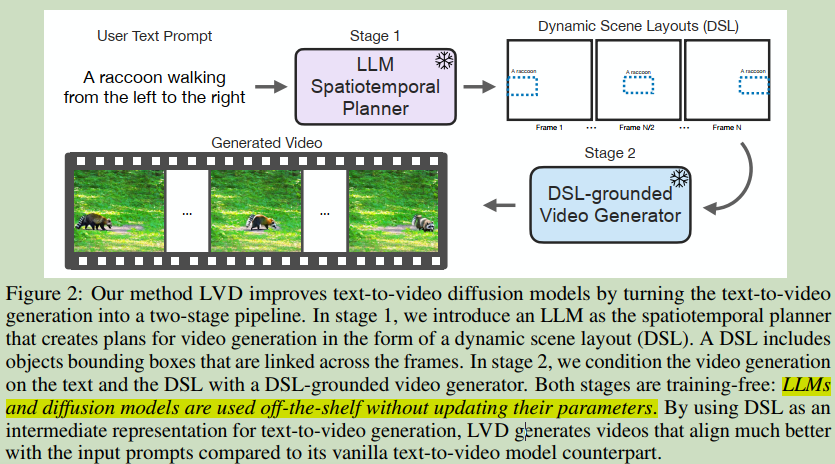 User Text Prompt
A raccoon walking
from the left to the right
Stage 1
LLM
Spatiotemporal
Planner
Dynamic Scene Layouts (DSL)
A raccoon
A raccoon
A raccoon
Frame 1 ... Frame N/2 ... Frame N
Generated Video
...
...
Stage 2
DSL-grounded
Video Generator
Figure 2: Our method LVD improves text-to-video diffusion models by turning the text-to-video
generation into a two-stage pipeline. In stage 1, we introduce an LLM as the spatiotemporal planner
that creates plans for video generation in the form of a dynamic scene layout (DSL). A DSL includes
objects bounding boxes that are linked across the frames. In stage 2, we condition the video generation
on the text and the DSL with a DSL-grounded video generator. Both stages are training-free: LLMs
and diffusion models are used off-the-shelf without updating their parameters. By using DSL as an
intermediate representation for text-to-video generation, LVD generates videos that align much better
with the input prompts compared to its vanilla text-to-video model counterpart.